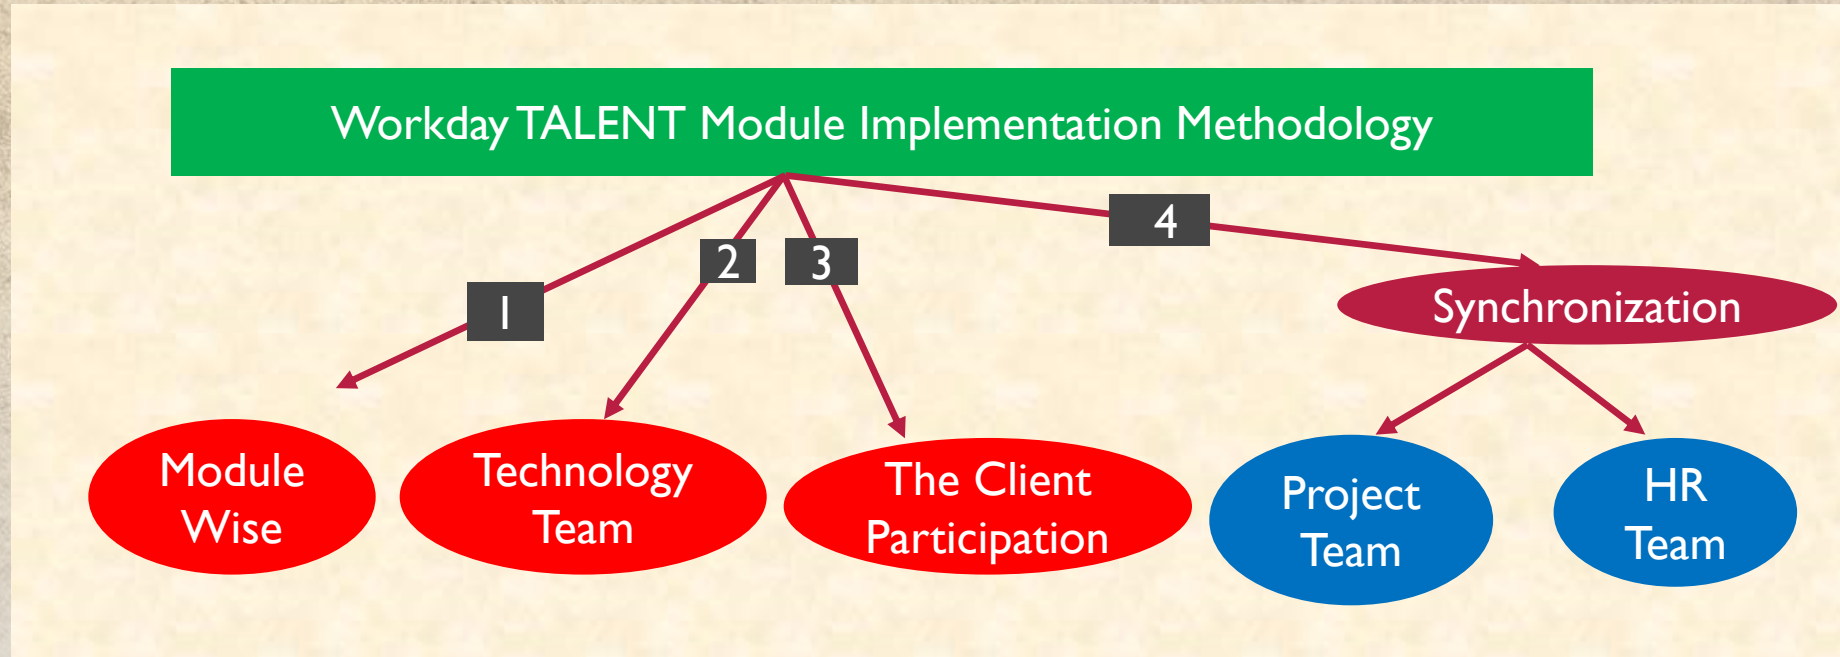 Workday TALENT Module Implementation Methodology
1
2
3
4
Synchronization
Module
Wise
Technology
Team
The Client
Participation
Project
Team
HR
Team